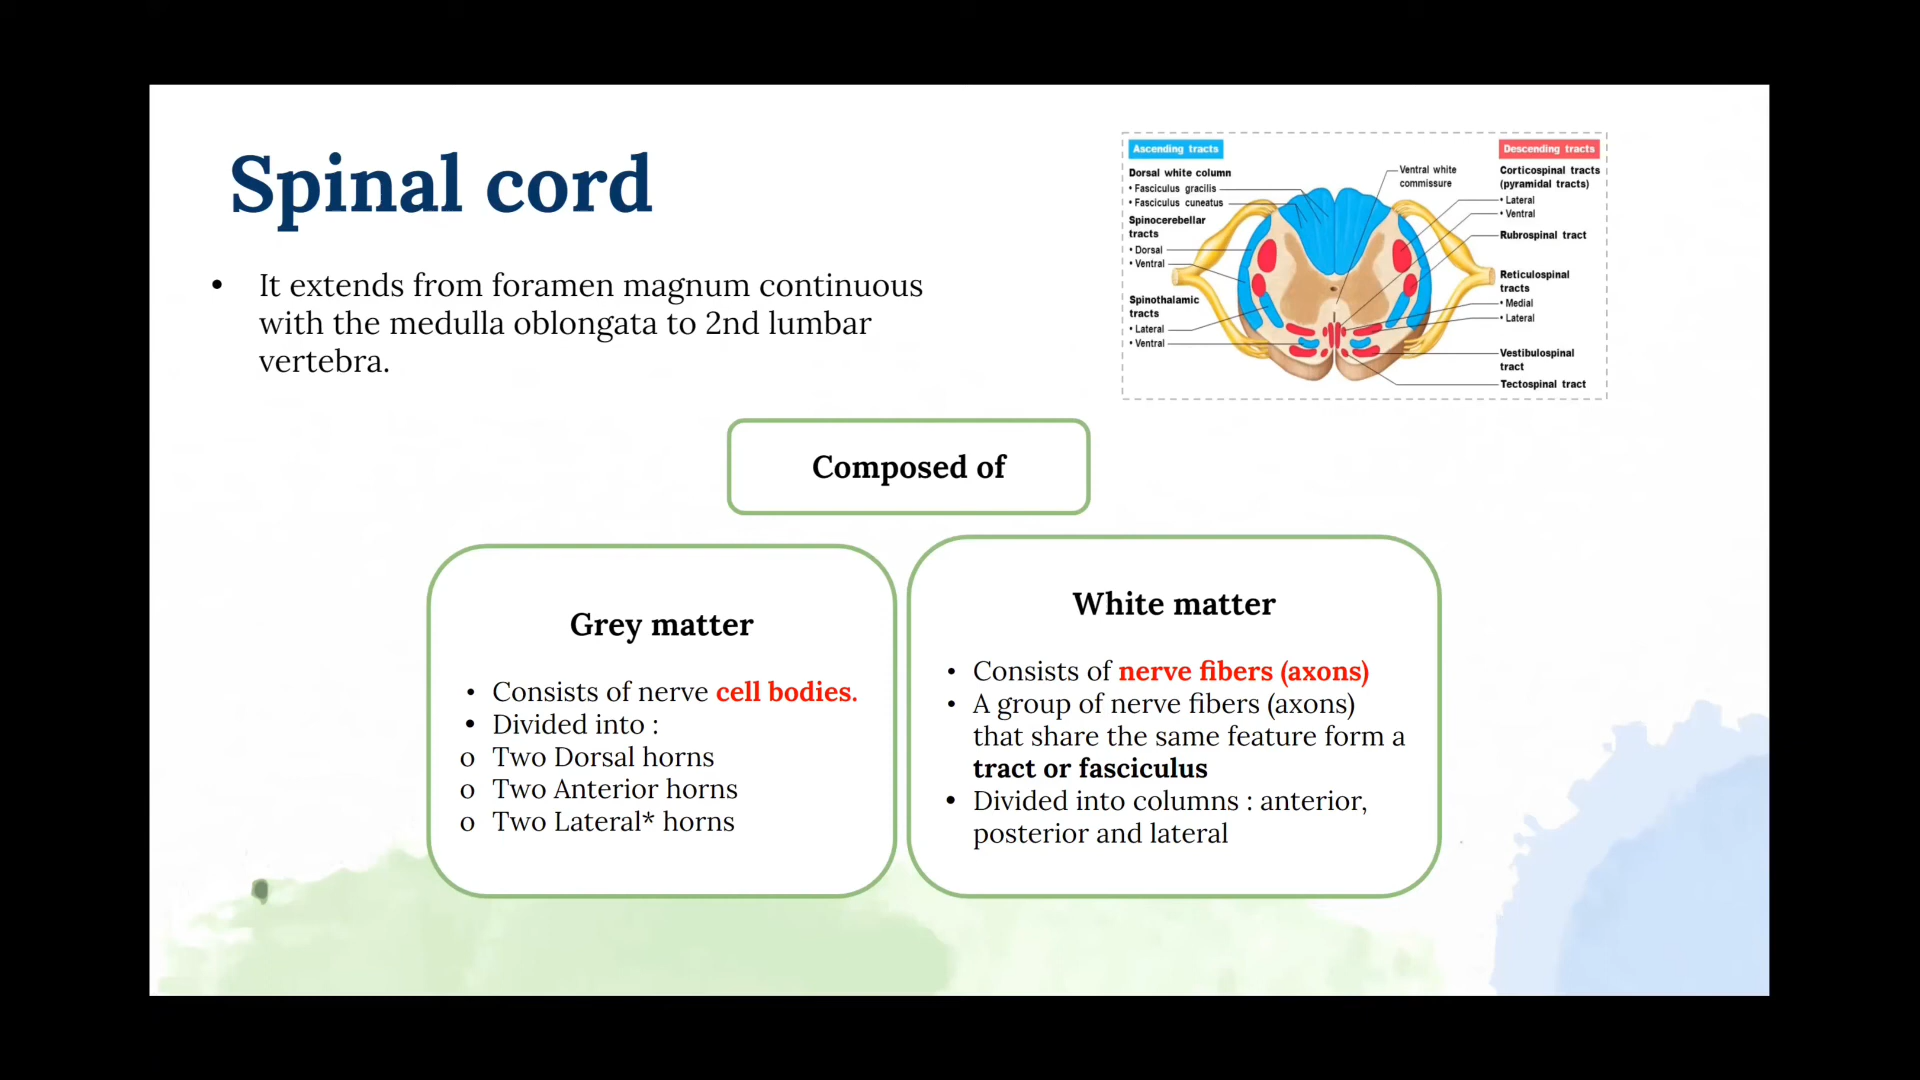 Spinal cord
• It extends from foramen magnum continuous
with the medulla oblongata to 2nd lumbar
vertebra.
Ascending tracts
Dorsal white column
• Fasciculus gracilis
• Fasciculus cuneatus
Spinocerebellar
tracts
• Dorsal
• Ventral
Spinothalamic
tracts
• Lateral
• Ventral
Ventral white
commissure
Descending tracts
Corticospinal tracts
(pyramidal tracts)
• Lateral
• Ventral
Rubrospinal tract
Reticulospinal
tracts
• Medial
• Lateral
Vestibulospinal
tract
Tectospinal tract
Composed of
Grey matter
• Consists of nerve cell bodies.
• Divided into :
o Two Dorsal horns
o Two Anterior horns
o Two Lateral* horns
White matter
• Consists of nerve fibers (axons)
• A group of nerve fibers (axons)
that share the same feature form a
tract or fasciculus
• Divided into columns : anterior,
posterior and lateral